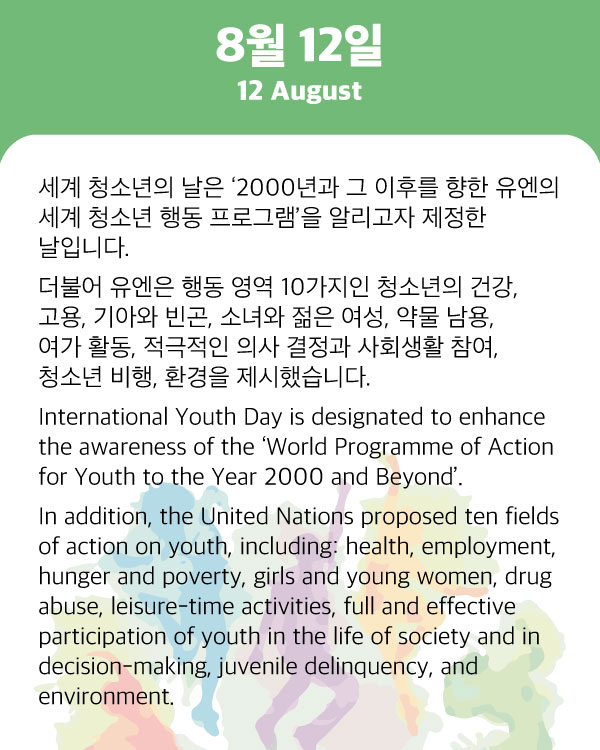 8월 12일
12 August
세계 청소년의 날은 ‘2000년과 그 이후를 향한 유엔의
세계 청소년 행동 프로그램’을 알리고자 제정한
날입니다.
더불어 유엔은 행동 영역 10가지인 청소년의 건강,
고용, 기아와 빈곤, 소녀와 젊은 여성, 약물 남용,
여가 활동, 적극적인 의사 결정과 사회생활 참여,
청소년 비행, 환경을 제시했습니다.
International Youth Day is designated to enhance
the awareness of the ‘World Programme of Action
for Youth to the Year 2000 and Beyond’.
In addition, the United Nations proposed ten fields
of action on youth, including: health, employment,
hunger and poverty, girls and young women, drug
abuse, leisure-time activities, full and effective
participation of youth in the life of society and in
decision-making, juvenile delinquency, and
environment.